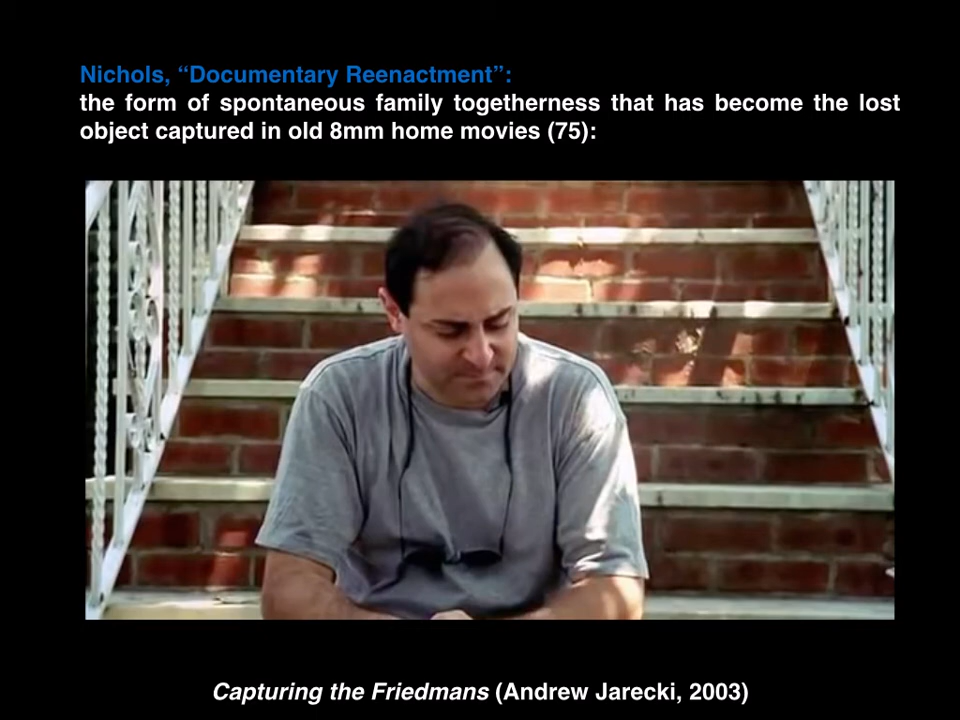 Nichols, “Documentary Reenactment”:
the form of spontaneous family togetherness that has become the lost
object captured in old 8mm home movies (75):
Capturing the Friedmans (Andrew Jarecki, 2003)